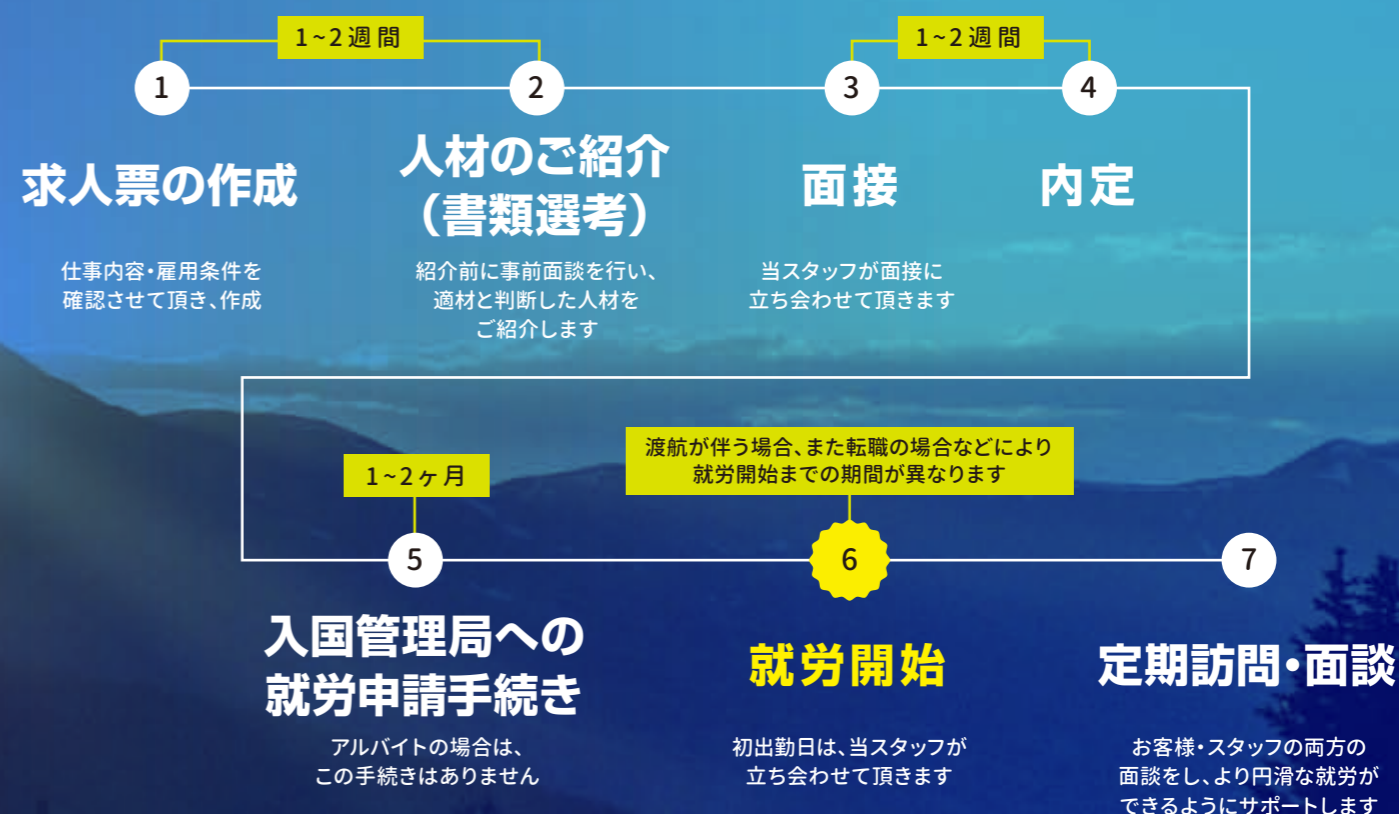 1~2週間
1~2週間
1
2
3
4
求人票の作成
仕事内容・雇用条件を
確認させて頂き、作成
人材のご紹介
（書類選考）
紹介前に事前面談を行い、
適材と判断した人材を
ご紹介します
面接
当スタッフが面接に
立ち会わせて頂きます
内定
1~2ヶ月
渡航が伴う場合、また転職の場合などにより
就労開始までの期間が異なります
5
6
7
入国管理局への
就労申請手続き
アルバイトの場合は、
この手続きはありません
就労開始
初出勤日は、当スタッフが
立ち会わせて頂きます
定期訪問・面談
お客様・スタッフの両方の
面談をし、より円滑な就労が
できるようにサポートします